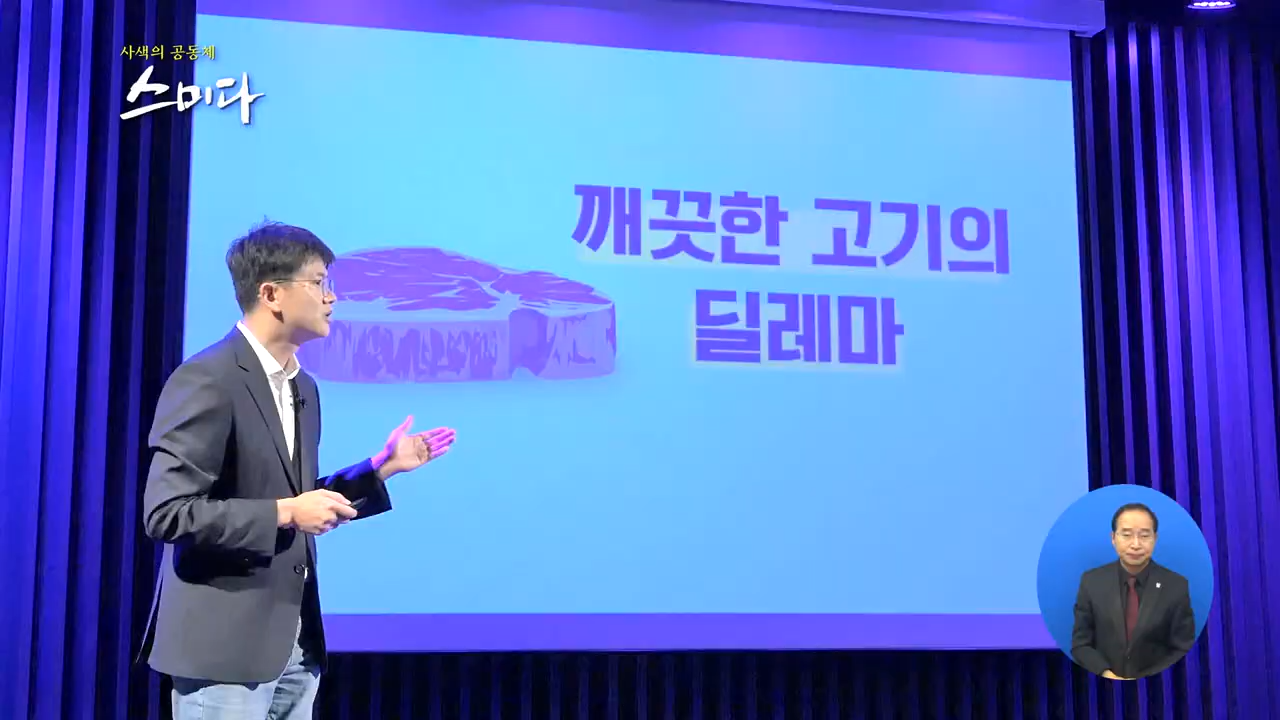 사색의 공동체
스미다
깨끗한 고기의
딜레마